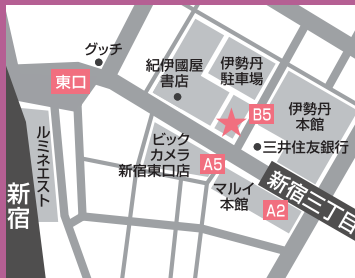 グッチ
東口
紀伊國屋
書店
伊勢丹
駐車場
B5
伊勢丹
本館
三井住友銀行
ビック
カメラ
新宿東口店
A5
マルイ
本館
A2
新宿三丁目
ルミネエスト
新宿